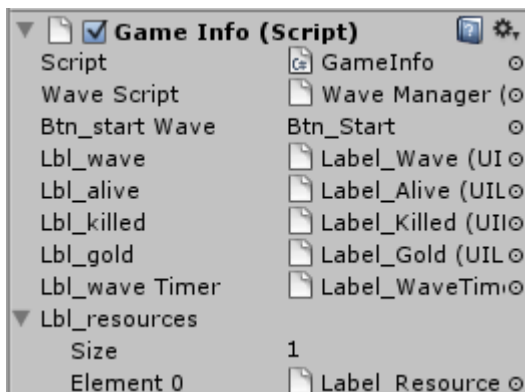 Game Info (Script)
Script GameInfo
Wave Script Wave Manager (
Btn_start Wave Btn_Start
Lbl_wave Label_Wave (UI
Lbl_alive Label_Alive (UIL
Lbl_killed Label_Killed (UII
Lbl_gold Label_Gold (UIL
Lbl_wave Timer Label_WaveTim
Lbl_resources
Size 1
Element 0 Label_Resource